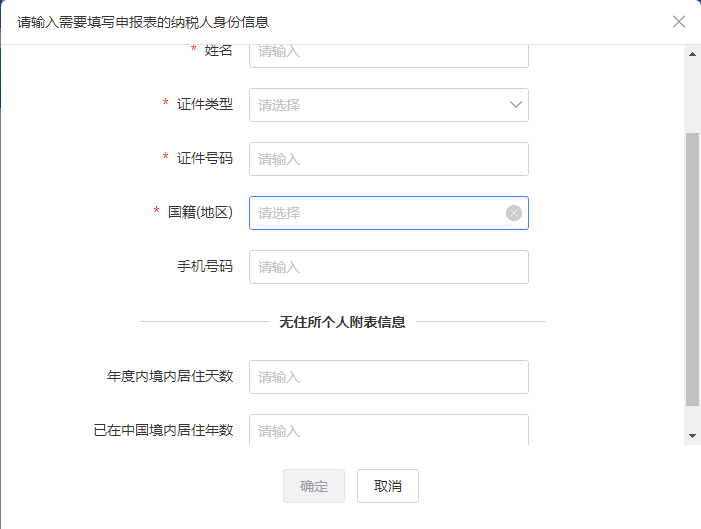 请输入需要填写申报表的纳税人身份信息
* 姓名 请输入
* 证件类型 请选择
* 证件号码 请输入
* 国籍(地区) 请选择
手机号码 请输入
无住所个人附表信息
年度内境内居住天数 请输入
已在中国境内居住年数 请输入
确定 取消